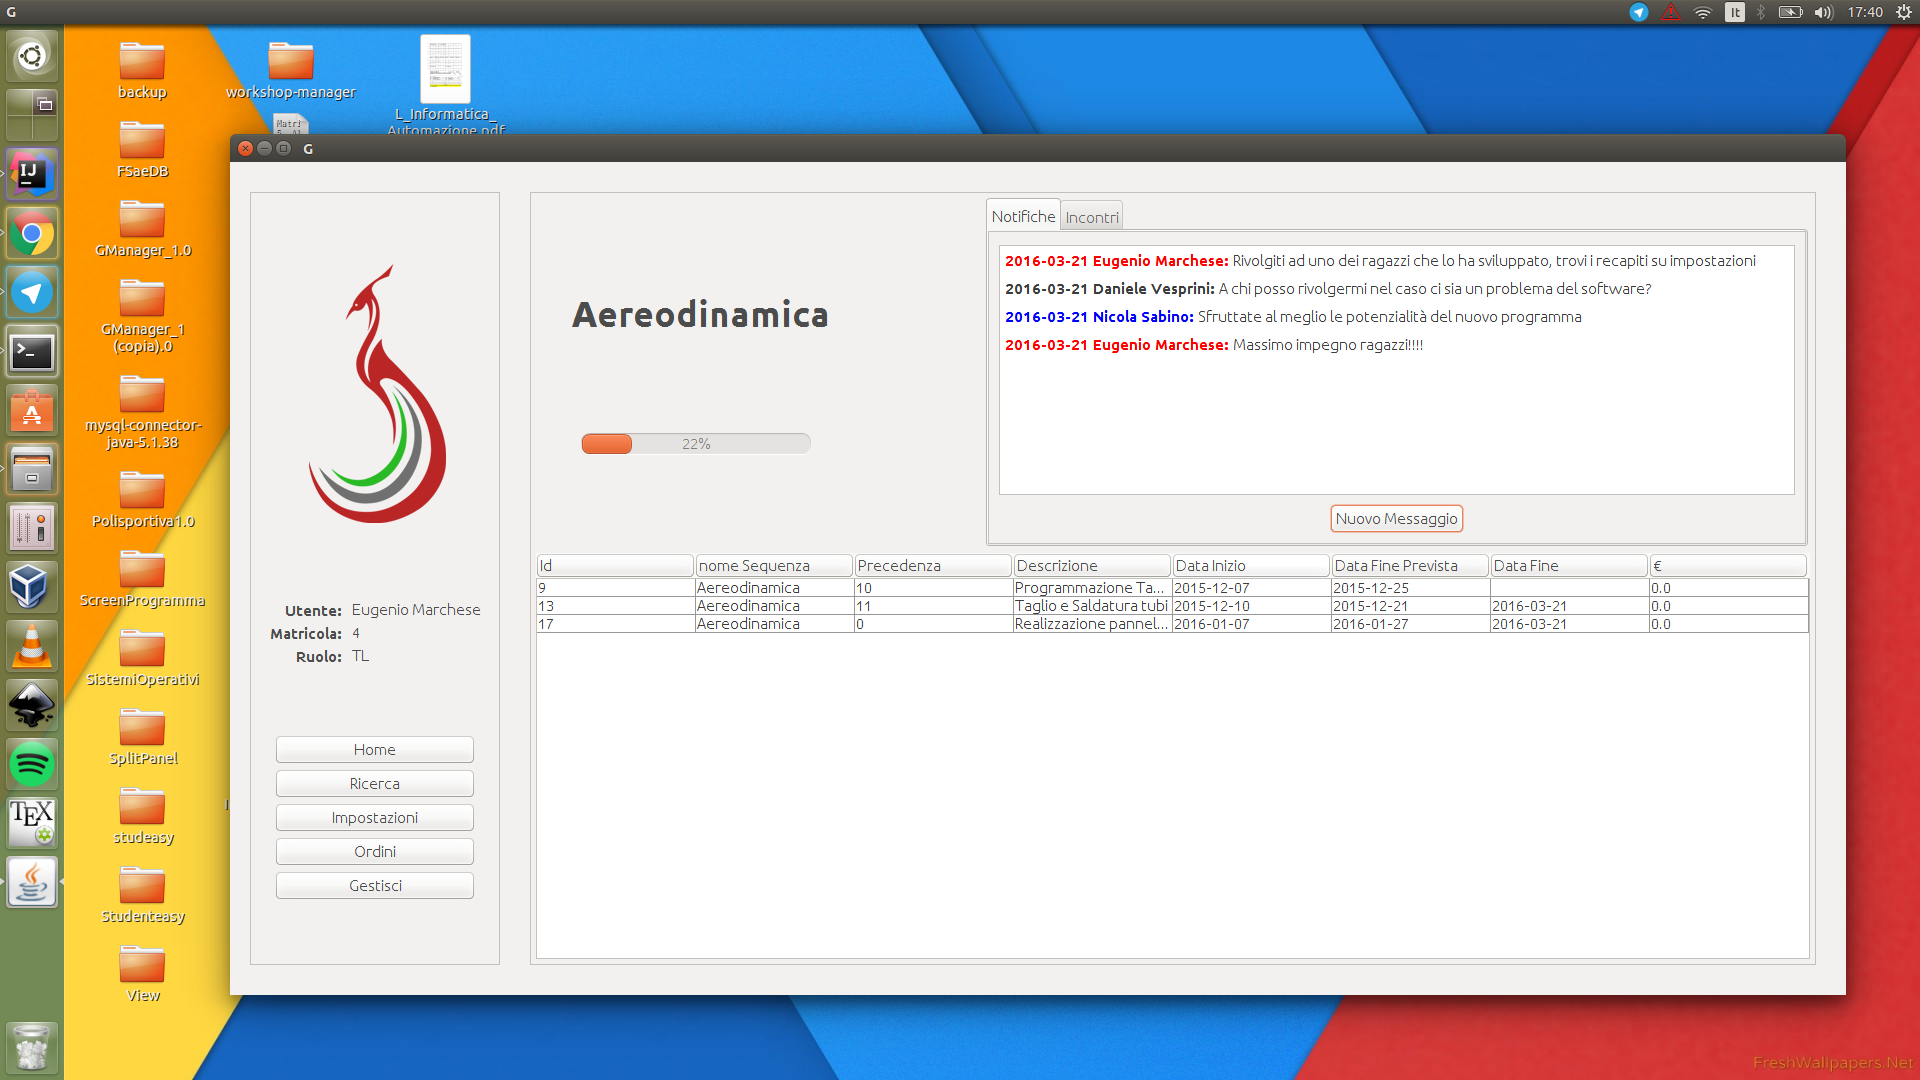 G
It
17:40
backup
workshop-manager
L_Informatica_
Automazione.pdf
Matri
FSaeDB
GManager_1.0
GManager_1
(copia).0
mysql-connector-
java-5.1.38
Polisportiva1.0
ScreenProgramma
SistemiOperativi
SplitPanel
studeasy
Studenteasy
View
IJ
TEX
G
Utente: Eugenio Marchese
Matricola: 4
Ruolo: TL
Home
Ricerca
Impostazioni
Ordini
Gestisci
Aereodinamica
22%
Notifiche Incontri
2016-03-21 Eugenio Marchese: Rivolgiti ad uno dei ragazzi che lo ha sviluppato, trovi i recapiti su impostazioni
2016-03-21 Daniele Vesprini: A chi posso rivolgermi nel caso ci sia un problema del software?
2016-03-21 Nicola Sabino: Sfruttate al meglio le potenzialità del nuovo programma
2016-03-21 Eugenio Marchese: Massimo impegno ragazzi!!!!
Nuovo Messaggio
Id nome Sequenza Precedenza Descrizione Data Inizio Data Fine Prevista Data Fine €
9 Aereodinamica 10 Programmazione Ta... 2015-12-07 2015-12-25 0.0
13 Aereodinamica 11 Taglio e Saldatura tubi 2015-12-10 2015-12-21 2016-03-21 0.0
17 Aereodinamica 0 Realizzazione pannel... 2016-01-07 2016-01-27 2016-03-21 0.0
FreshWallpapers.Net